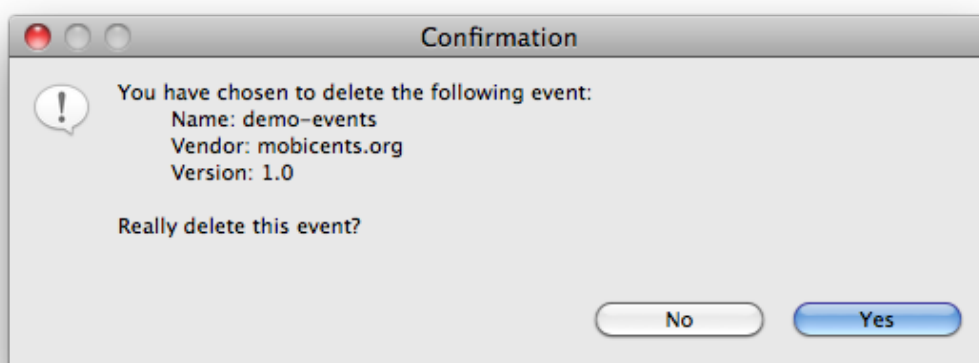 Confirmation
You have chosen to delete the following event:
Name: demo-events
Vendor: mobicents.org
Version: 1.0
Really delete this event?
No
Yes